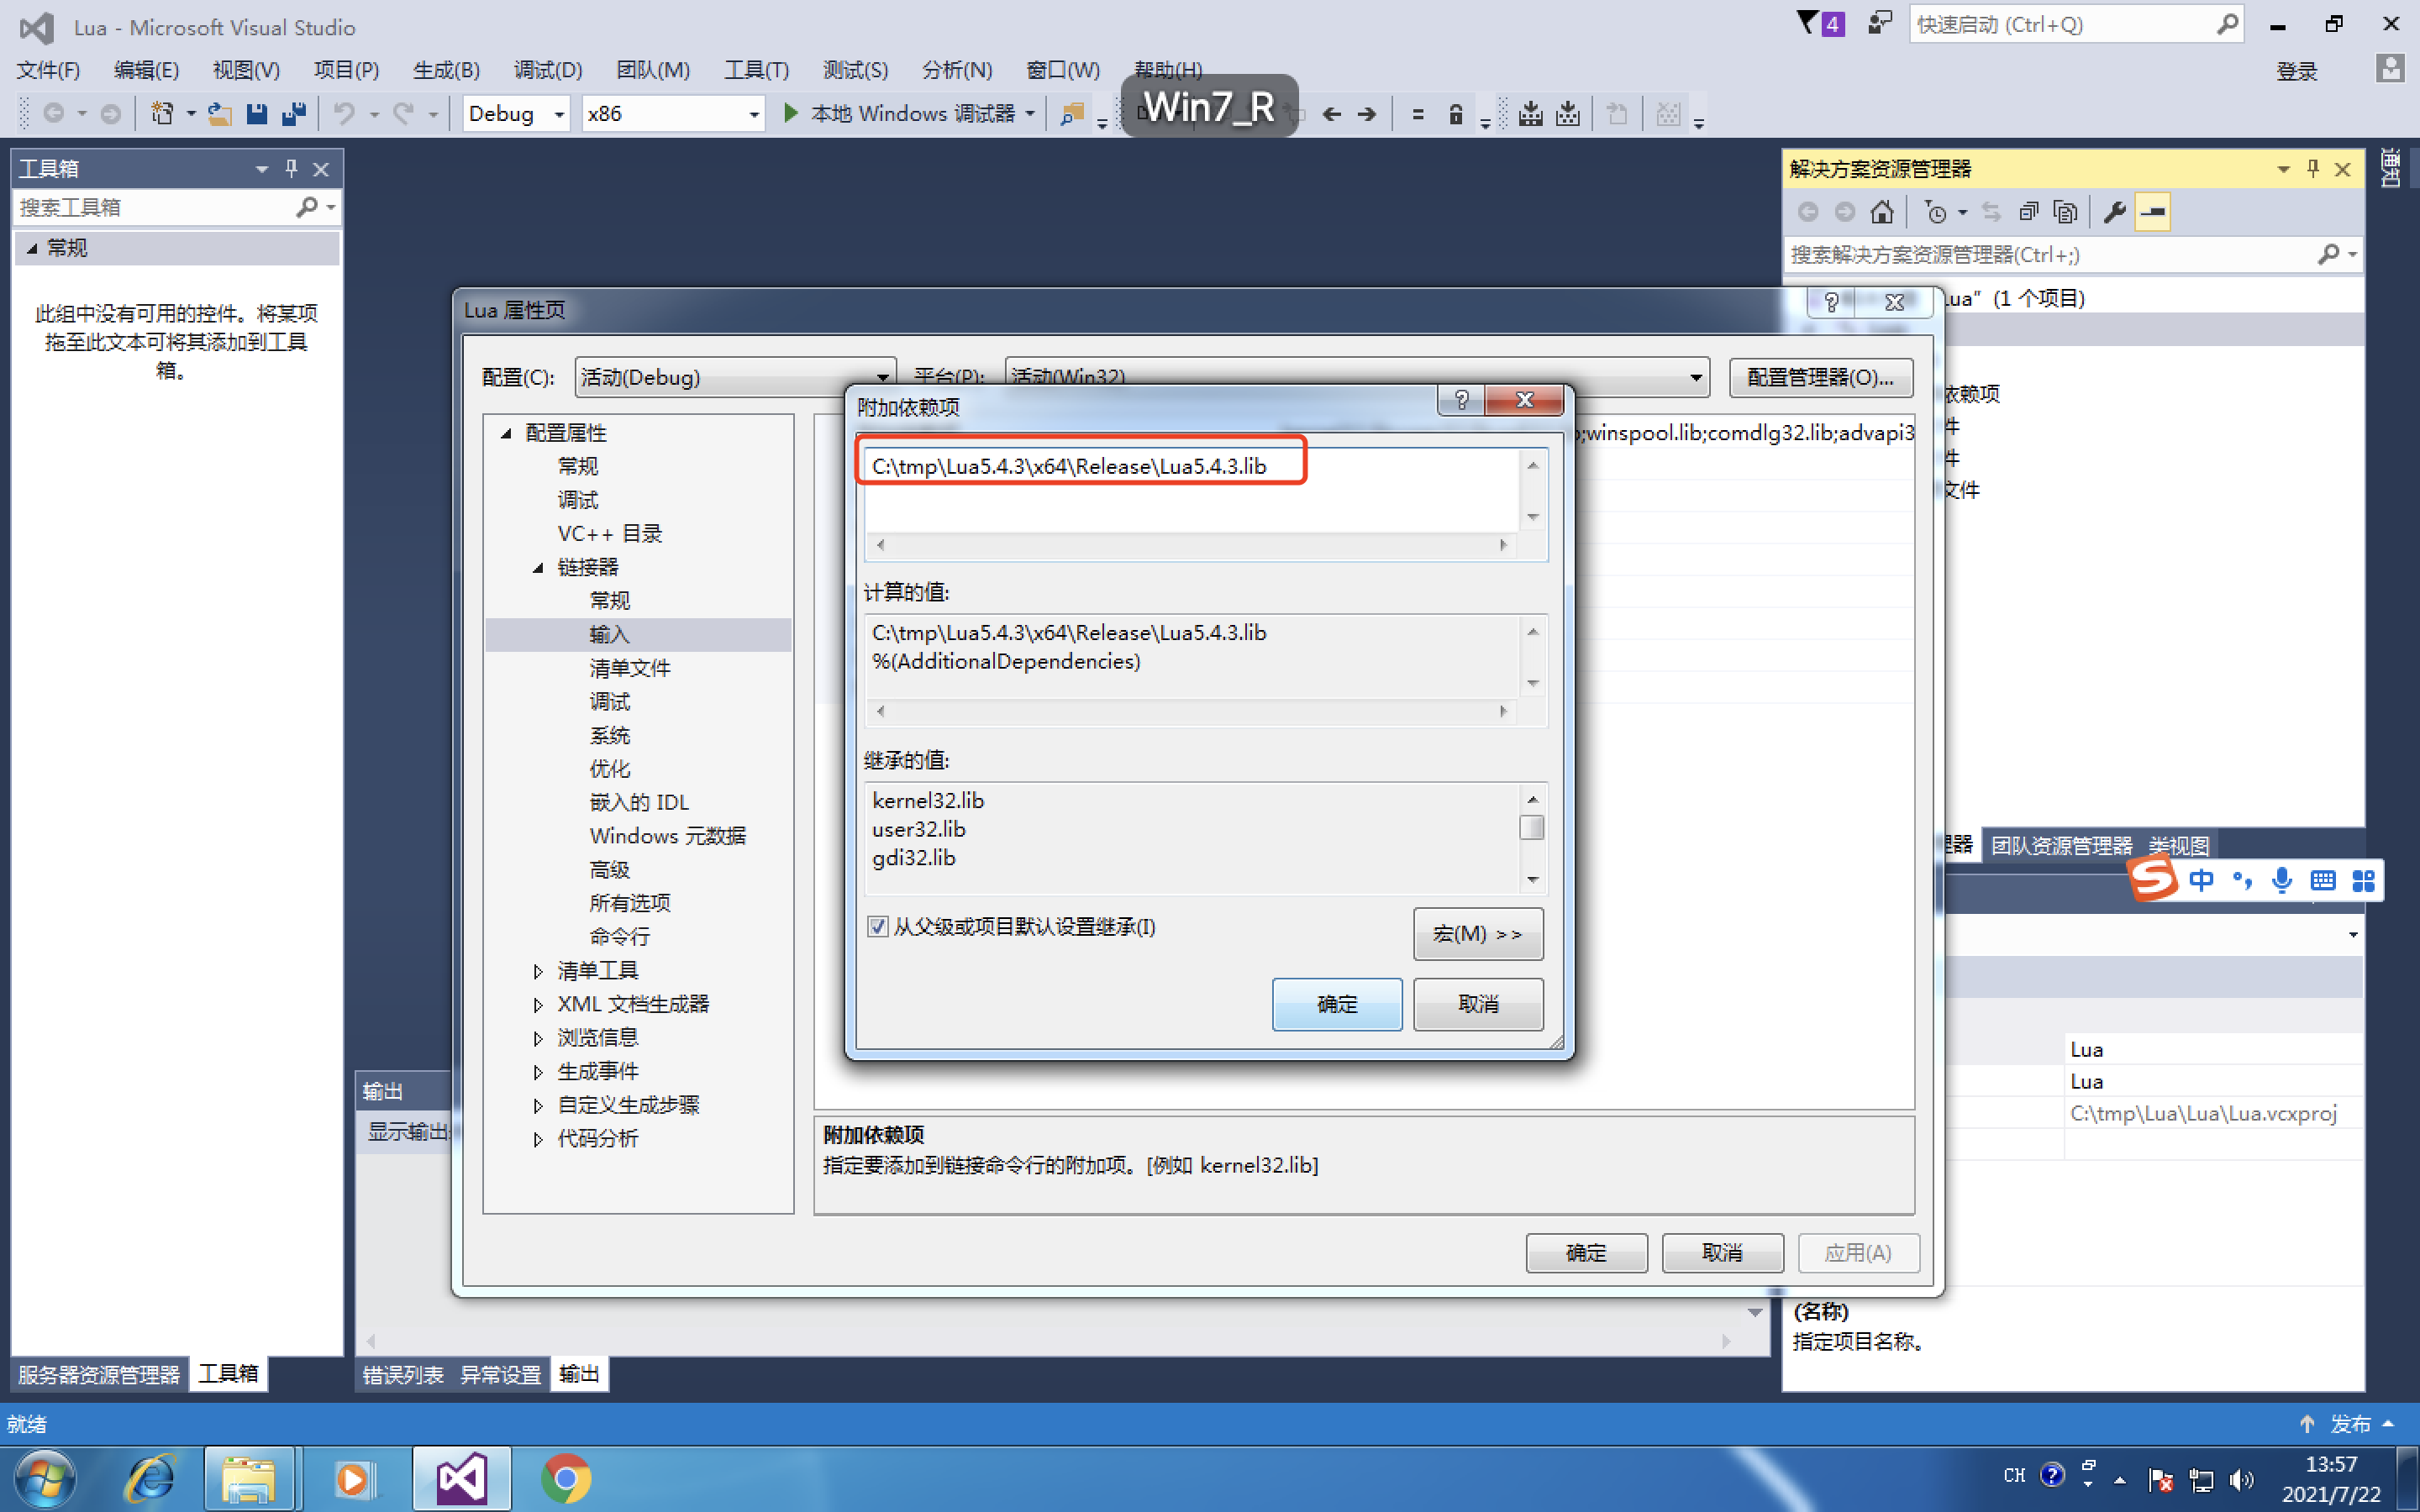 Lua - Microsoft Visual Studio
4
快速启动 (Ctrl+Q)
文件(F) 编辑(E) 视图(V) 项目(P) 生成(B) 调试(D) 团队(M) 工具(T) 测试(S) 分析(N) 窗口(W) 帮助(H)
登录
Debug x86 本地 Windows 调试器
Win7_R
工具箱
搜索工具箱
常规
此组中没有可用的控件。将某项
拖至此文本可将其添加到工具
箱。
解决方案资源管理器
通知
搜索解决方案资源管理器(Ctrl+;)
Lua" (1 个项目)
依赖项
件
件
文件
Lua 属性页
配置(C): 活动(Debug) 平台(P): 活动(Win32) 配置管理器(O)...
配置属性
常规
调试
VC++ 目录
链接器
常规
输入
清单文件
调试
系统
优化
嵌入的 IDL
Windows 元数据
高级
所有选项
命令行
清单工具
XML 文档生成器
浏览信息
生成事件
自定义生成步骤
代码分析
;winspool.lib;comdlg32.lib;advapi3
附加依赖项
C:\tmp\Lua5.4.3\x64\Release\Lua5.4.3.lib
计算的值:
C:\tmp\Lua5.4.3\x64\Release\Lua5.4.3.lib
%(AdditionalDependencies)
继承的值:
kernel32.lib
user32.lib
gdi32.lib
从父级或项目默认设置继承(I)
宏(M) >>
确定 取消
附加依赖项
指定要添加到链接命令行的附加项。[例如 kernel32.lib]
确定 取消 应用(A)
理器 团队资源管理器 类视图
中
Lua
Lua
C:\tmp\Lua\Lua\Lua.vcxproj
(名称)
指定项目名称。
输出
显示输出
服务器资源管理器 工具箱
错误列表 异常设置 输出
就绪
发布
CH
13:57
2021/7/22